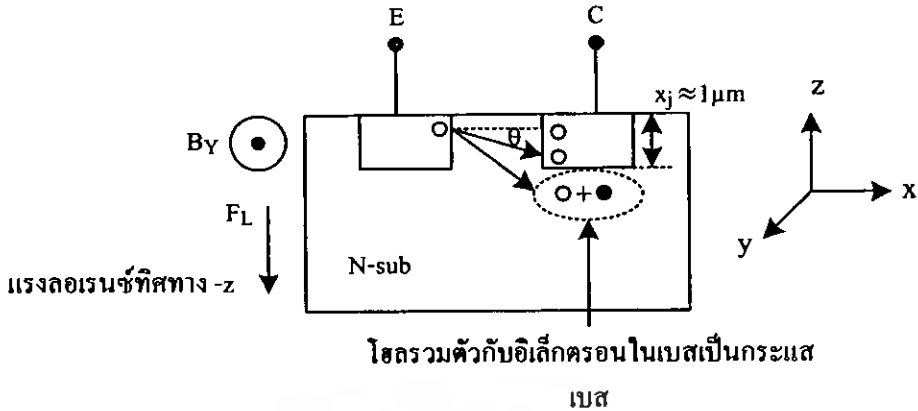 E
C
xj≈1μm
BY
θ
z
x
y
FL
แรงลอเรนซ์ทิศทาง -z
N-sub
+
โฮลรวมตัวกับอิเล็กตรอนในเบสเป็นกระแส
เบส